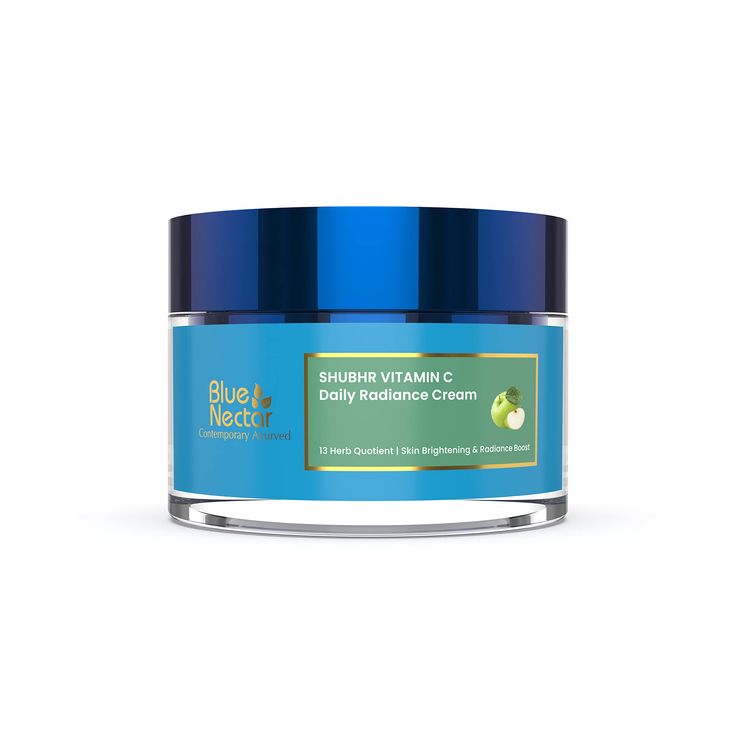 Blue
Nectar
Contemporary Ayurved
SHUBHR VITAMIN C
Daily Radiance Cream
13 Herb Quotient | Skin Brightening & Radiance Boost